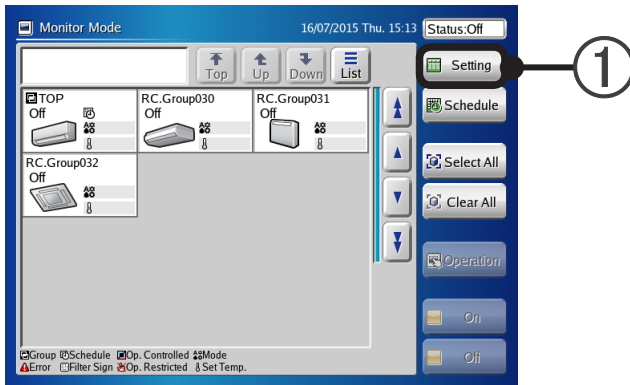 Monitor Mode 16/07/2015 Thu. 15:13 Status:Off
Top Up Down List
Setting
1
Schedule
TOP RC.Group030 RC.Group031
Off Off Off
RC.Group032
Off
Select All
Clear All
Operation
On
Off
Group Schedule Op. Controlled Mode
Error Filter Sign Op. Restricted Set Temp.